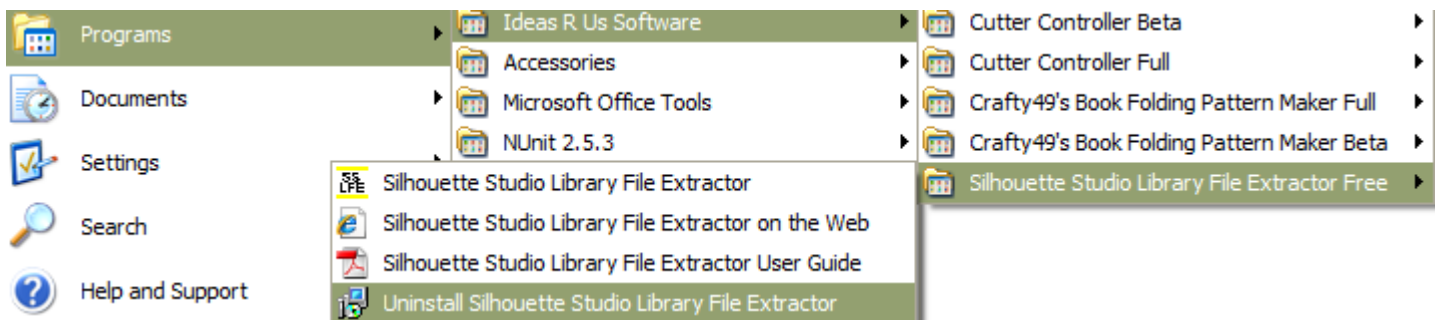 Programs
Documents
Settings
Search
Help and Support
Ideas R Us Software
Accessories
Microsoft Office Tools
NUnit 2.5.3
Cutter Controller Beta
Cutter Controller Full
Crafty49's Book Folding Pattern Maker Full
Crafty49's Book Folding Pattern Maker Beta
Silhouette Studio Library File Extractor Free
SS
LFE
Silhouette Studio Library File Extractor
Silhouette Studio Library File Extractor on the Web
Silhouette Studio Library File Extractor User Guide
Uninstall Silhouette Studio Library File Extractor